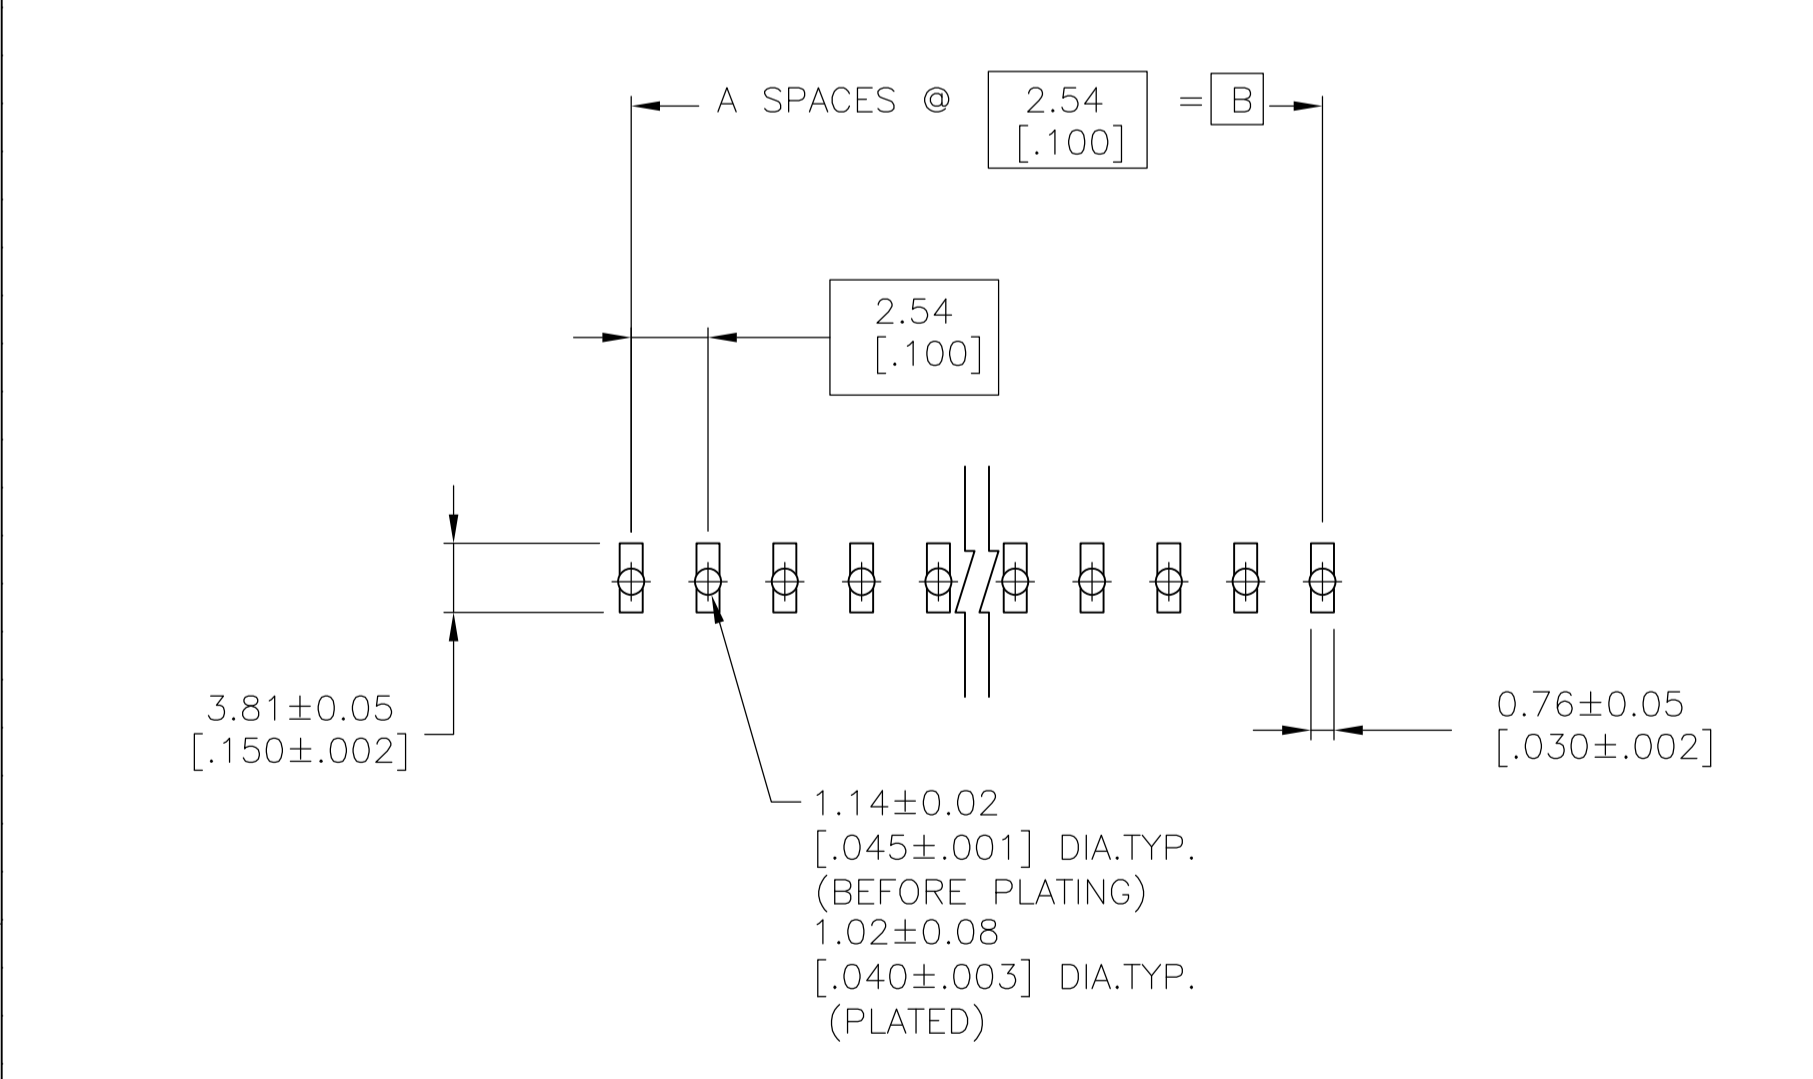 A SPACES @ 2.54 = B
[.100]
2.54
[.100]
3.81±0.05
[.150±.002]
0.76±0.05
[.030±.002]
1.14±0.02
[.045±.001] DIA.TYP.
(BEFORE PLATING)
1.02±0.08
[.040±.003] DIA.TYP.
(PLATED)